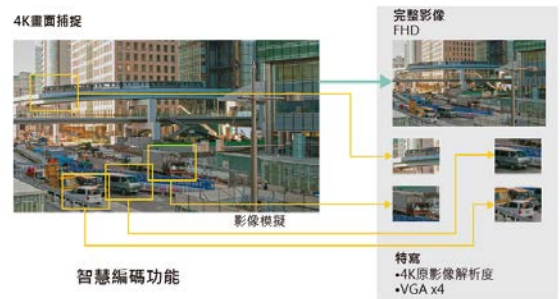 4K畫面捕捉
完整影像
FHD
影像模擬
智慧編碼功能
特寫
•4K原影像解析度
•VGA x4